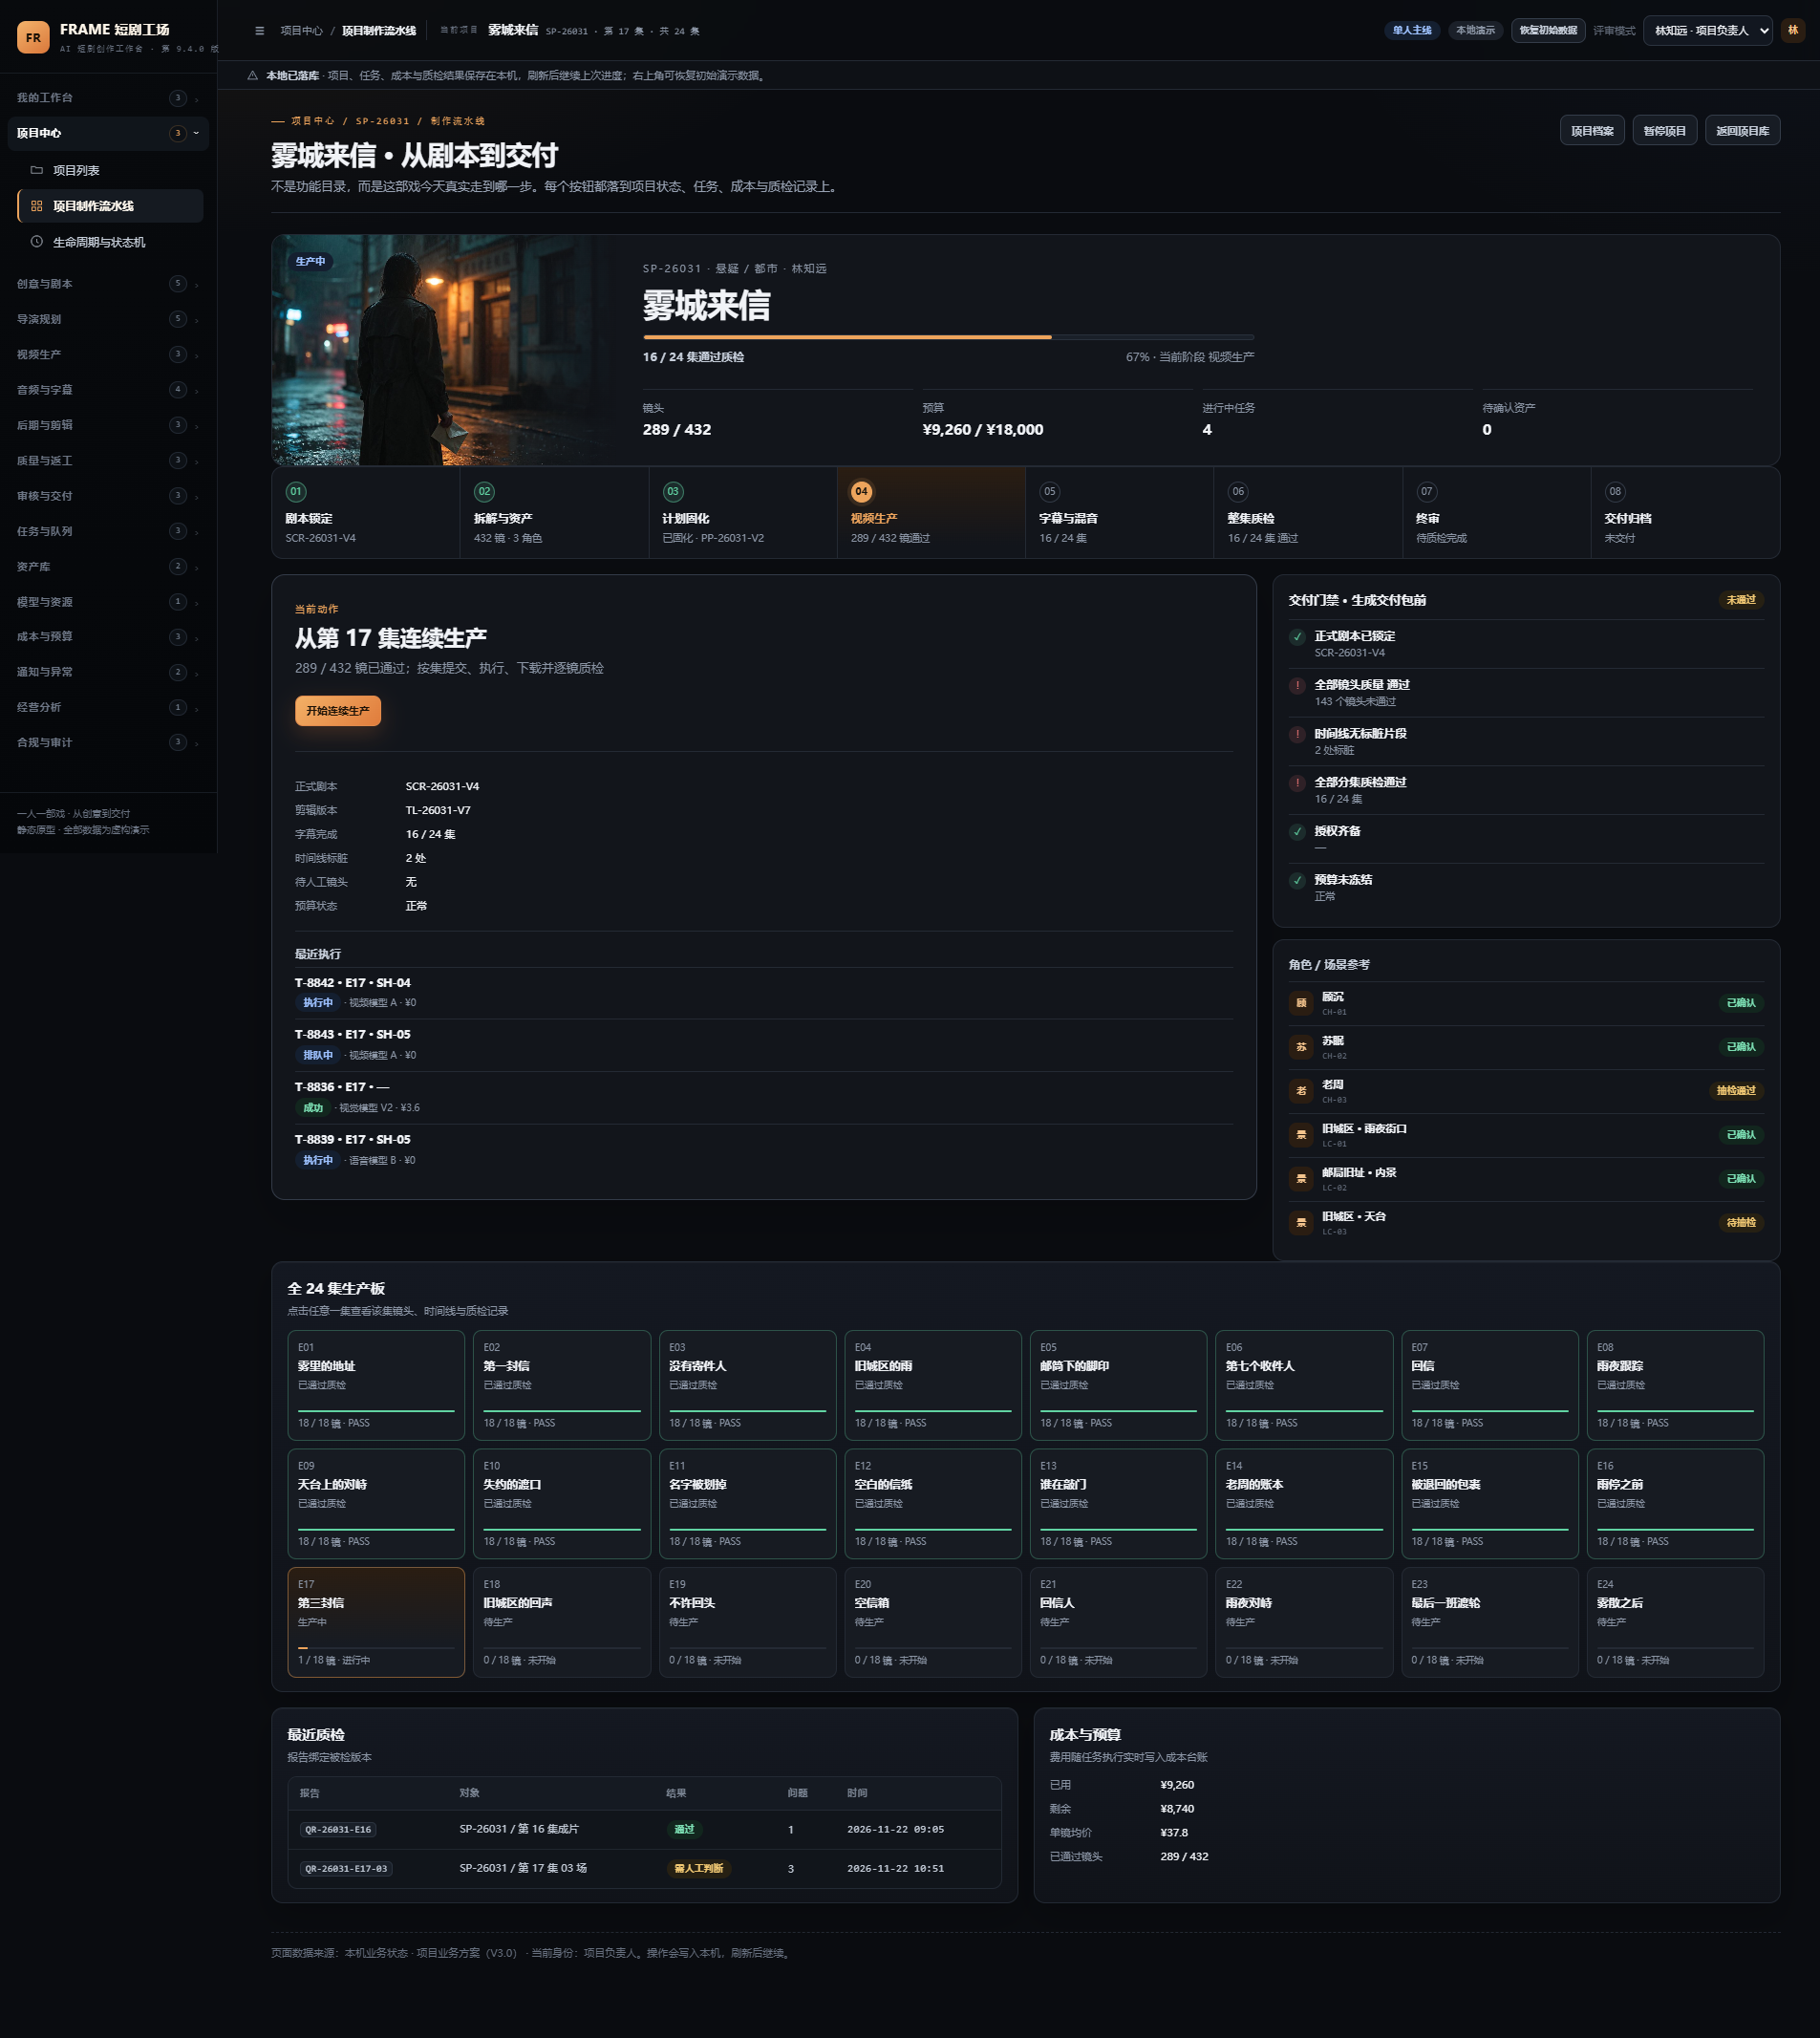 FR
FRAME 短剧工场
AI 短剧创作工作台 · 第 9.4.0 版
我的工作台 3
项目中心 3
项目列表
项目制作流水线
生命周期与状态机
创意与剧本 5
导演规划 5
视频生产 3
音频与字幕 4
后期与剪辑 3
质量与返工 3
审核与交付 3
任务与队列 3
资产库 2
模型与资源 1
成本与预算 3
通知与异常 2
经营分析 1
合规与审计 3
一人一部戏 · 从创意到交付
静态原型 · 全部数据为虚构演示
项目中心 / 项目制作流水线
当前项目 雾城来信 SP-26031 · 第 17 集 · 共 24 集
单人主线 本地演示 恢复初始数据 评审模式 林知远 · 项目负责人 林
本地已落库 · 项目、任务、成本与质检结果保存在本机，刷新后继续上次进度；右上角可恢复初始演示数据。
项目中心 / SP-26031 / 制作流水线
雾城来信 • 从剧本到交付
不是功能目录，而是这部戏今天真实走到哪一步。每个按钮都落到项目状态、任务、成本与质检记录上。
项目档案 暂停项目 返回项目库
生产中
SP-26031 · 悬疑 / 都市 · 林知远
雾城来信
16 / 24 集通过质检 67% · 当前阶段 视频生产
镜头
289 / 432
预算
¥9,260 / ¥18,000
进行中任务
4
待确认资产
0
01
剧本锁定
SCR-26031-V4
02
拆解与资产
432 镜 · 3 角色
03
计划固化
已固化 · PP-26031-V2
04
视频生产
289 / 432 镜通过
05
字幕与混音
16 / 24 集
06
整集质检
16 / 24 集 通过
07
终审
待质检完成
08
交付归档
未交付
当前动作
从第 17 集连续生产
289 / 432 镜已通过；按集提交、执行、下载并逐镜质检
开始连续生产
正式剧本 SCR-26031-V4
剪辑版本 TL-26031-V7
字幕完成 16 / 24 集
时间线标脏 2 处
待人工镜头 无
预算状态 正常
最近执行
T-8842 • E17 • SH-04
执行中 · 视频模型 A · ¥0
T-8843 • E17 • SH-05
排队中 · 视频模型 A · ¥0
T-8836 • E17 • —
成功 · 视觉模型 V2 · ¥3.6
T-8839 • E17 • SH-05
执行中 · 语音模型 B · ¥0
交付门禁 • 生成交付包前 未通过
正式剧本已锁定
SCR-26031-V4
全部镜头质量 通过
143 个镜头未通过
时间线无标脏片段
2 处标脏
全部分集质检通过
16 / 24 集
授权齐备
—
预算未冻结
正常
角色 / 场景参考
顾 顾沉 已确认
CH-01
苏 苏眠 已确认
CH-02
老 老周 抽检通过
CH-03
景 旧城区 • 雨夜街口 已确认
LC-01
景 邮局旧址 • 内景 已确认
LC-02
景 旧城区 • 天台 待抽检
LC-03
全 24 集生产板
点击任意一集查看该集镜头、时间线与质检记录
E01
雾里的地址
已通过质检
18 / 18 镜 · PASS
E02
第一封信
已通过质检
18 / 18 镜 · PASS
E03
没有寄件人
已通过质检
18 / 18 镜 · PASS
E04
旧城区的雨
已通过质检
18 / 18 镜 · PASS
E05
邮筒下的脚印
已通过质检
18 / 18 镜 · PASS
E06
第七个收件人
已通过质检
18 / 18 镜 · PASS
E07
回信
已通过质检
18 / 18 镜 · PASS
E08
雨夜跟踪
已通过质检
18 / 18 镜 · PASS
E09
天台上的对峙
已通过质检
18 / 18 镜 · PASS
E10
失约的渡口
已通过质检
18 / 18 镜 · PASS
E11
名字被划掉
已通过质检
18 / 18 镜 · PASS
E12
空白的信纸
已通过质检
18 / 18 镜 · PASS
E13
谁在敲门
已通过质检
18 / 18 镜 · PASS
E14
老周的账本
已通过质检
18 / 18 镜 · PASS
E15
被退回的包裹
已通过质检
18 / 18 镜 · PASS
E16
雨停之前
已通过质检
18 / 18 镜 · PASS
E17
第三封信
生产中
1 / 18 镜 · 进行中
E18
旧城区的回声
待生产
0 / 18 镜 · 未开始
E19
不许回头
待生产
0 / 18 镜 · 未开始
E20
空信箱
待生产
0 / 18 镜 · 未开始
E21
回信人
待生产
0 / 18 镜 · 未开始
E22
雨夜对峙
待生产
0 / 18 镜 · 未开始
E23
最后一班渡轮
待生产
0 / 18 镜 · 未开始
E24
雾散之后
待生产
0 / 18 镜 · 未开始
最近质检
报告绑定被检版本
报告 对象 结果 问题 时间
QR-26031-E16 SP-26031 / 第 16 集成片 通过 1 2026-11-22 09:05
QR-26031-E17-03 SP-26031 / 第 17 集 03 场 需人工判断 3 2026-11-22 10:51
成本与预算
费用随任务执行实时写入成本台账
已用 ¥9,260
剩余 ¥8,740
单镜均价 ¥37.8
已通过镜头 289 / 432
页面数据来源：本机业务状态 · 项目业务方案（V3.0） · 当前身份：项目负责人。操作会写入本机，刷新后继续。